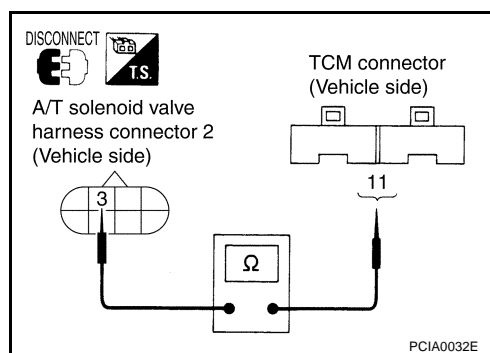 DISCONNECT
T.S.
A/T solenoid valve
harness connector 2
(Vehicle side)
TCM connector
(Vehicle side)
3
11
Ω
PCIA0032E